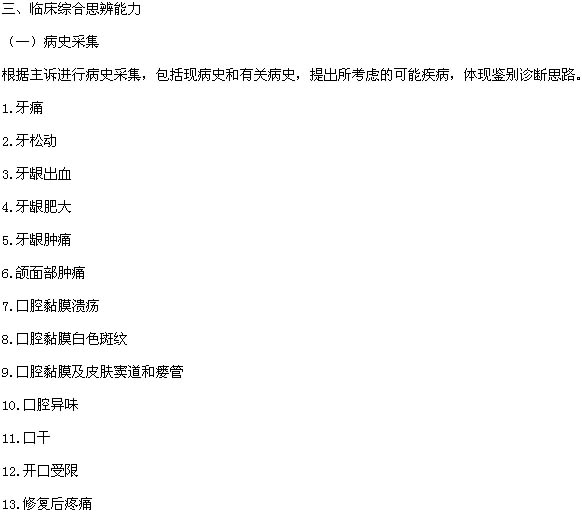 三、临床综合思辨能力
（一）病史采集
根据主诉进行病史采集，包括现病史和有关病史，提出所考虑的可能疾病，体现鉴别诊断思路。
1.牙痛
2.牙松动
3.牙龈出血
4.牙龈肥大
5.牙龈肿痛
6.颌面部肿痛
7.口腔黏膜溃疡
8.口腔黏膜白色斑纹
9.口腔黏膜及皮肤窦道和瘘管
10.口腔异味
11.口干
12.开口受限
13.修复后疼痛